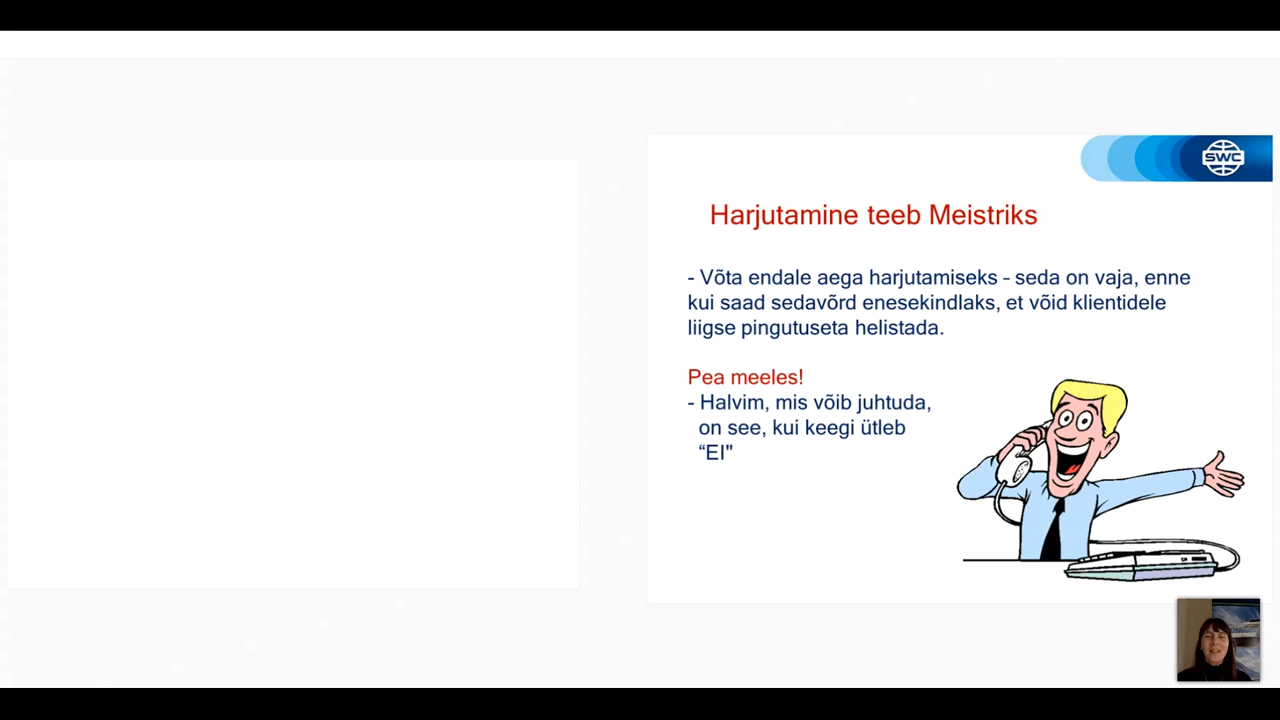 SWC
Harjutamine teeb Meistriks
- Võta endale aega harjutamiseks - seda on vaja, enne
kui saad sedavõrd enesekindlaks, et võid klientidele
liigse pingutuseta helistada.
Pea meeles!
- Halvim, mis võib juhtuda,
on see, kui keegi ütleb
“EI"